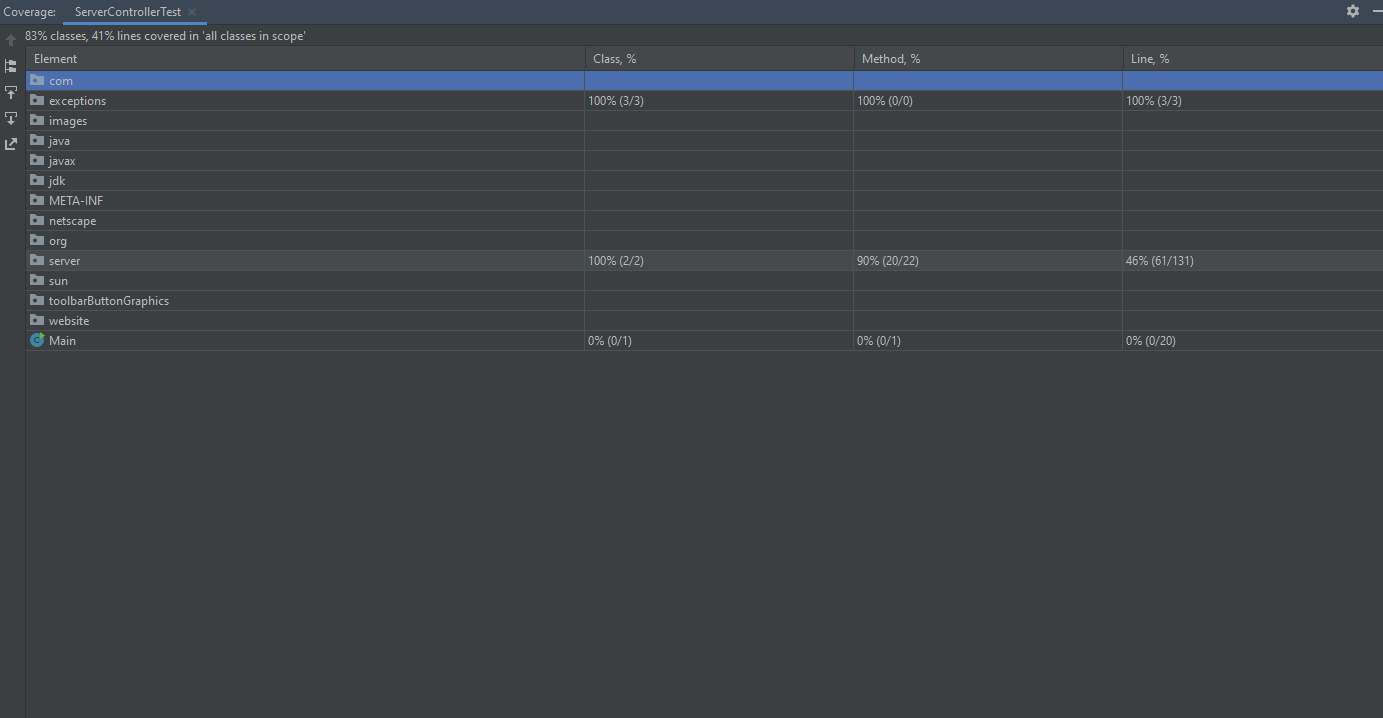 Coverage: ServerControllerTest
83% classes, 41% lines covered in 'all classes in scope'
Element Class, % Method, % Line, %
com
exceptions 100% (3/3) 100% (0/0) 100% (3/3)
images
java
javax
jdk
META-INF
netscape
org
server 100% (2/2) 90% (20/22) 46% (61/131)
sun
toolbarButtonGraphics
website
Main 0% (0/1) 0% (0/1) 0% (0/20)